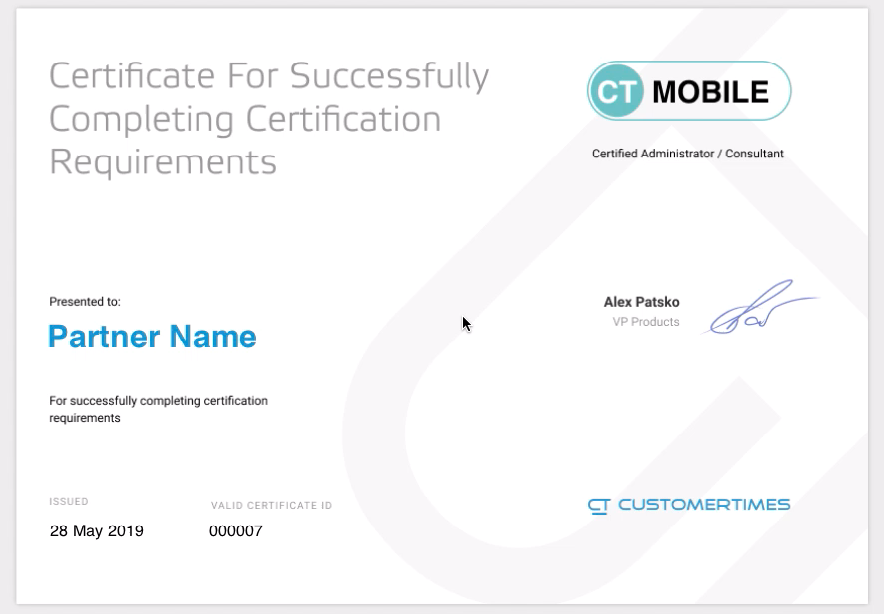 Certificate For Successfully
Completing Certification
Requirements
CT MOBILE
Certified Administrator / Consultant
Presented to:
Partner Name
Alex Patsko
VP Products
For successfully completing certification
requirements
ISSUED
VALID CERTIFICATE ID
28 May 2019
000007
CT CUSTOMERTIMES